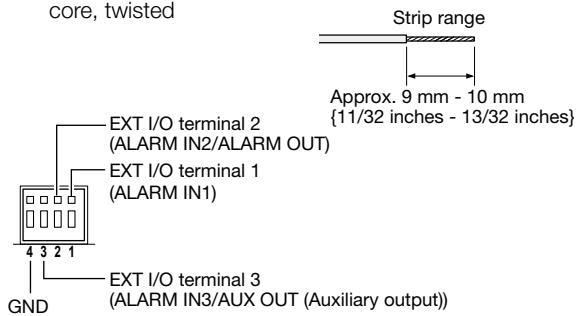 core, twisted
Strip range
Approx. 9 mm - 10 mm
{11/32 inches - 13/32 inches}
EXT I/O terminal 2
(ALARM IN2/ALARM OUT)
EXT I/O terminal 1
(ALARM IN1)
4 3 2 1
EXT I/O terminal 3
(ALARM IN3/AUX OUT (Auxiliary output))
GND